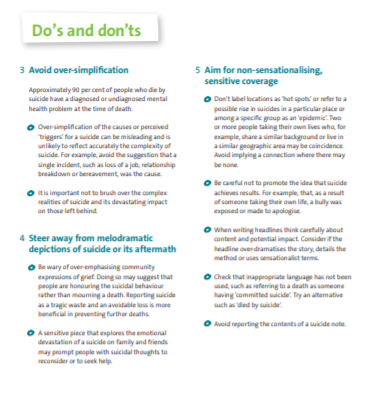 Do's and don'ts
3 Avoid over-simplification
Approximately 90 per cent of people who die by
suicide have a diagnosed or undiagnosed mental
health problem at the time of death.
Over-simplification of the causes or perceived
'triggers' for a suicide can be misleading and is
unlikely to reflect accurately the complexity of
suicide. For example, avoid the suggestion that a
single incident, such as loss of a job, relationship
breakdown or bereavement, was the cause.
It is important not to brush over the complex
realities of suicide and its devastating impact
on those left behind.
4 Steer away from melodramatic
depictions of suicide or its aftermath
Be wary of over-emphasising community
expressions of grief. Doing so may suggest that
people are honouring the suicidal behaviour
rather than mourning a death. Reporting suicide
as a tragic waste and an avoidable loss is more
beneficial in preventing further deaths.
A sensitive piece that explores the emotional
devastation of a suicide on family and friends
may prompt people with suicidal thoughts to
reconsider or to seek help.
5 Aim for non-sensationalising,
sensitive coverage
Don't label locations as 'hot spots' or refer to a
possible rise in suicides in a particular place or
among a specific group as an 'epidemic'. Two
or more people taking their own lives who, for
example, share a similar background or live in
a similar geographic area may be coincidence.
Avoid implying a connection where there may
be none.
Be careful not to promote the idea that suicide
achieves results. For example, that, as a result
of someone taking their own life, a bully was
exposed or made to apologise.
When writing headlines think carefully about
content and potential impact. Consider if the
headline over-dramatises the story, details the
method or uses sensationalist terms.
Check that inappropriate language has not been
used, such as referring to a death as someone
having 'committed suicide'. Try an alternative
such as 'died by suicide'.
Avoid reporting the contents of a suicide note.